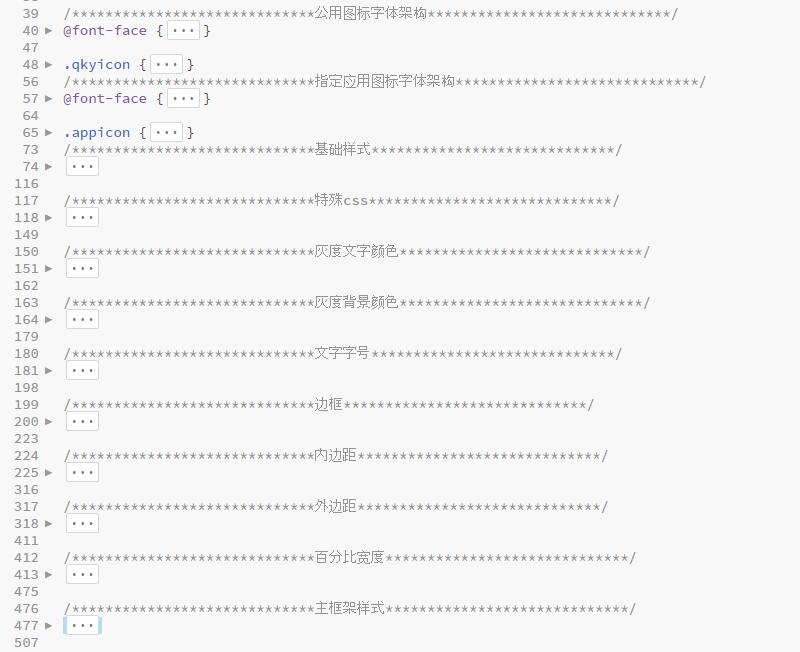 39 /*****************************公用图标字体架构*****************************/
40 ▶ @font-face {•••}
47
48 ▶ .qkyicon {•••}
56 /*****************************指定应用图标字体架构*****************************/
57 ▶ @font-face {•••}
64
65 ▶ .appicon {•••}
73 /*****************************基础样式*****************************/
74 ▶ •••
116
117 /*****************************特殊css*****************************/
118 ▶ •••
149
150 /*****************************灰度文字颜色*****************************/
151 ▶ •••
162
163 /*****************************灰度背景颜色*****************************/
164 ▶ •••
179
180 /*****************************文字字号*****************************/
181 ▶ •••
198
199 /*****************************边框*****************************/
200 ▶ •••
223
224 /*****************************内边距*****************************/
225 ▶ •••
316
317 /*****************************外边距*****************************/
318 ▶ •••
411
412 /*****************************百分比宽度*****************************/
413 ▶ •••
475
476 /*****************************主框架样式*****************************/
477 ▶ •••
507